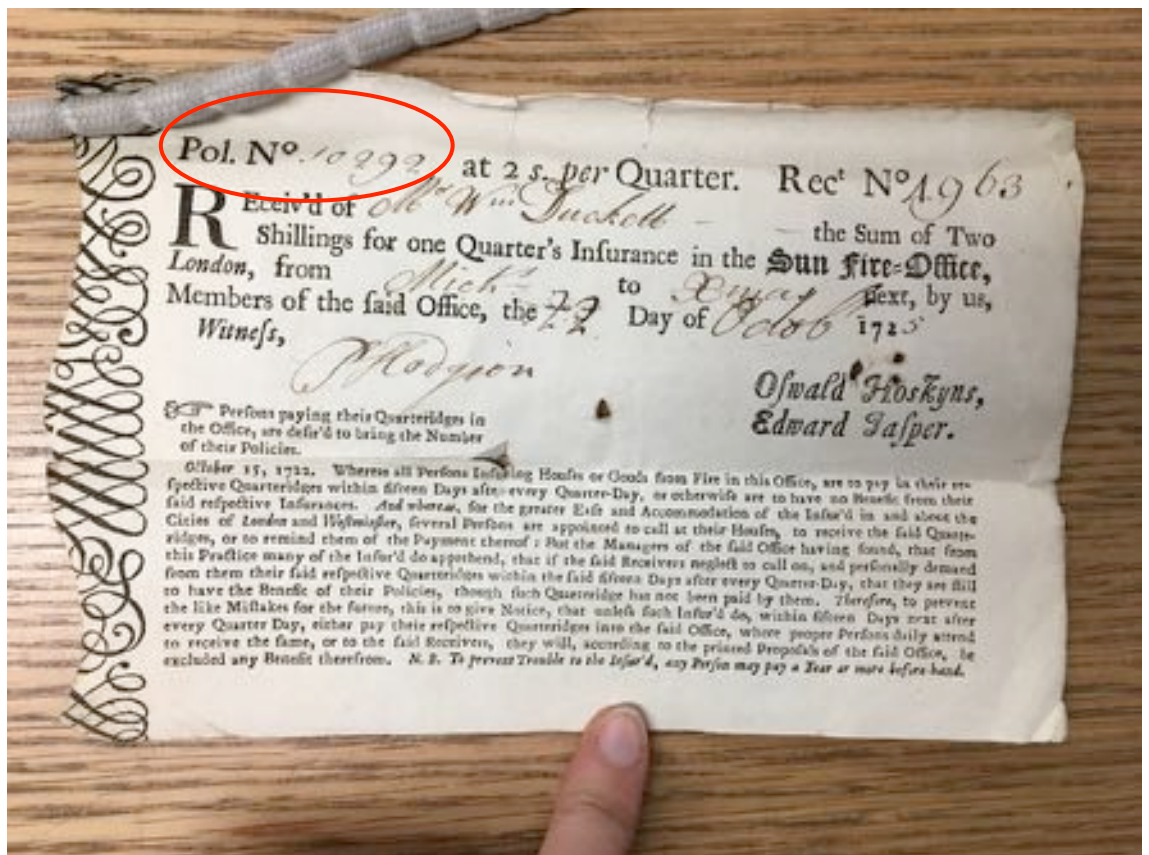 Pol. Nº 10292 at 2 s. per Quarter. Recᵗ Nº 1963
REceiv'd of Mʳ Wᵐ Duckett the Sum of Two
Shillings for one Quarter's Inſurance in the Sun Fire-Office,
London, from Michˢ to Xmas next, by us,
Members of the ſaid Office, the 22 Day of Octob 1725
Witneſs,
Hodgson
Oſwald Hoſkyns,
Edward Jaſper.
☞ Perſons paying their Quarteridges in
the Office, are deſir'd to bring the Number
of their Policies.
October 15, 1722. Whereas all Perſons Inſuring Houſes or Goods from Fire in this Office, are to pay in their re-
ſpective Quarteridges within fifteen Days after every Quarter-Day, or otherwiſe are to have no Benefit from their
ſaid reſpective Inſurances. And whereas, for the greater Eaſe and Accommodation of the Inſur'd in and about the
Cities of London and Weſtminſter, ſeveral Perſons are appointed to call at their Houſes, to receive the ſaid Quarte-
ridges, or to remind them of the Payment thereof: But the Managers of the ſaid Office having found, that from
this Practice many of the Inſur'd do apprehend, that if the ſaid Receivers neglect to call on, and perſonally demand
from them their ſaid reſpective Quarteridges within the ſaid fifteen Days after every Quarter-Day, that they are ſtill
to have the Benefit of their Policies, though ſuch Quarteridge has not been paid by them. Therefore, to prevent
the like Miſtakes for the future, this is to give Notice, that unleſs ſuch Inſur'd do, within fifteen Days next after
every Quarter Day, either pay their reſpective Quarteridges into the ſaid Office, where proper Perſons daily attend
to receive the ſame, or to the ſaid Receivers, they will, according to the printed Propoſals of the ſaid Office, be
excluded any Benefit therefrom. N. B. To prevent Trouble to the Inſur'd, any Perſon may pay a Year or more before-hand.